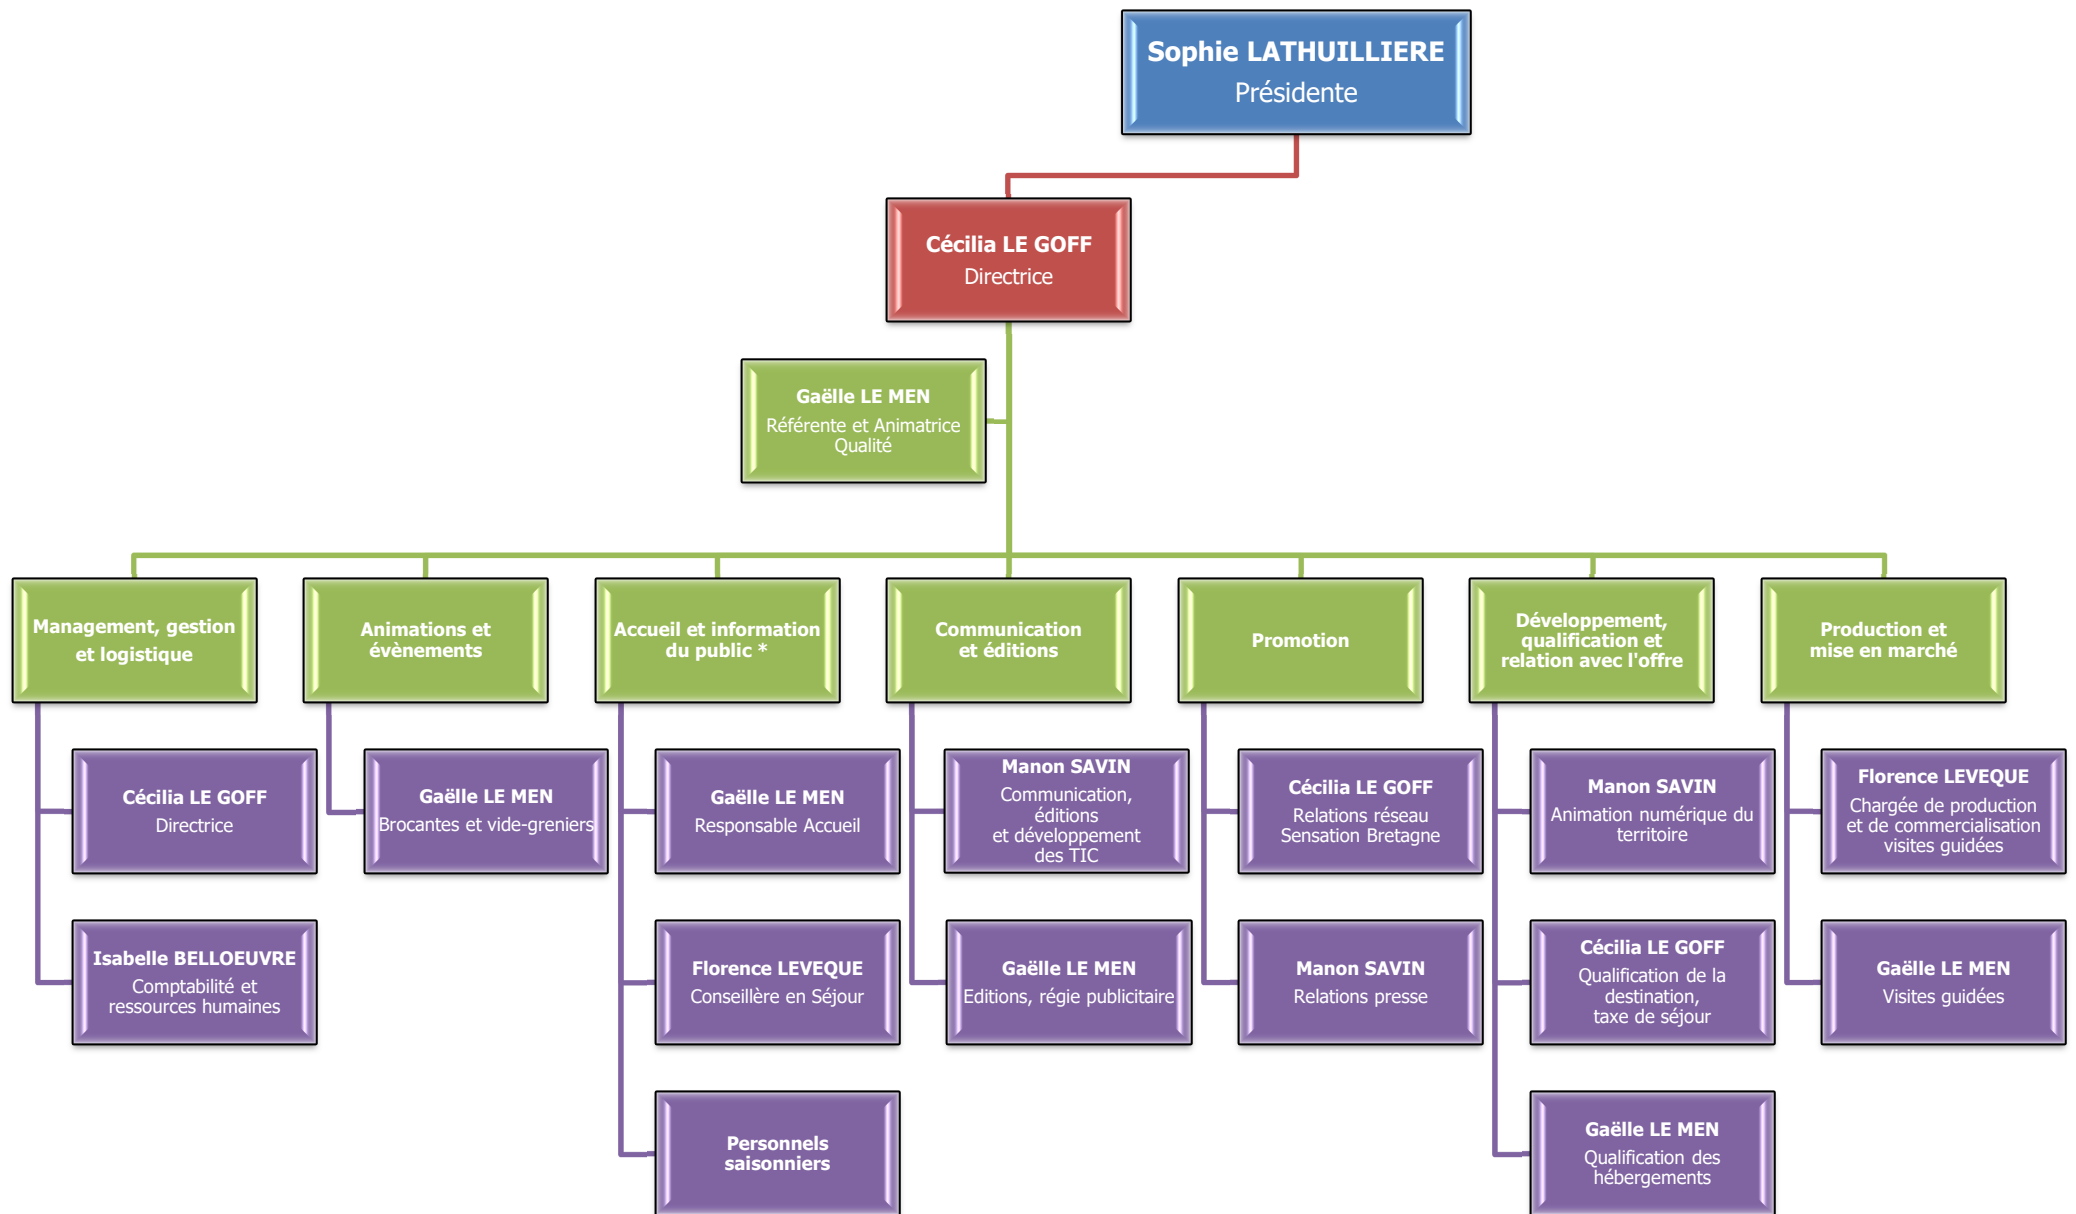 Sophie LATHUILLIERE
Présidente
Cécilia LE GOFF
Directrice
Gaëlle LE MEN
Référente et Animatrice
Qualité
Management, gestion
et logistique
Animations et
évènements
Accueil et information
du public *
Communication
et éditions
Promotion
Développement,
qualification et
relation avec l'offre
Production et
mise en marché
Cécilia LE GOFF
Directrice
Isabelle BELLOEUVRE
Comptabilité et
ressources humaines
Gaëlle LE MEN
Brocantes et vide-greniers
Gaëlle LE MEN
Responsable Accueil
Florence LEVEQUE
Conseillère en Séjour
Personnels
saisonniers
Manon SAVIN
Communication,
éditions
et développement
des TIC
Gaëlle LE MEN
Editions, régie publicitaire
Cécilia LE GOFF
Relations réseau
Sensation Bretagne
Manon SAVIN
Relations presse
Manon SAVIN
Animation numérique du
territoire
Cécilia LE GOFF
Qualification de la
destination,
taxe de séjour
Gaëlle LE MEN
Qualification des
hébergements
Florence LEVEQUE
Chargée de production
et de commercialisation
visites guidées
Gaëlle LE MEN
Visites guidées